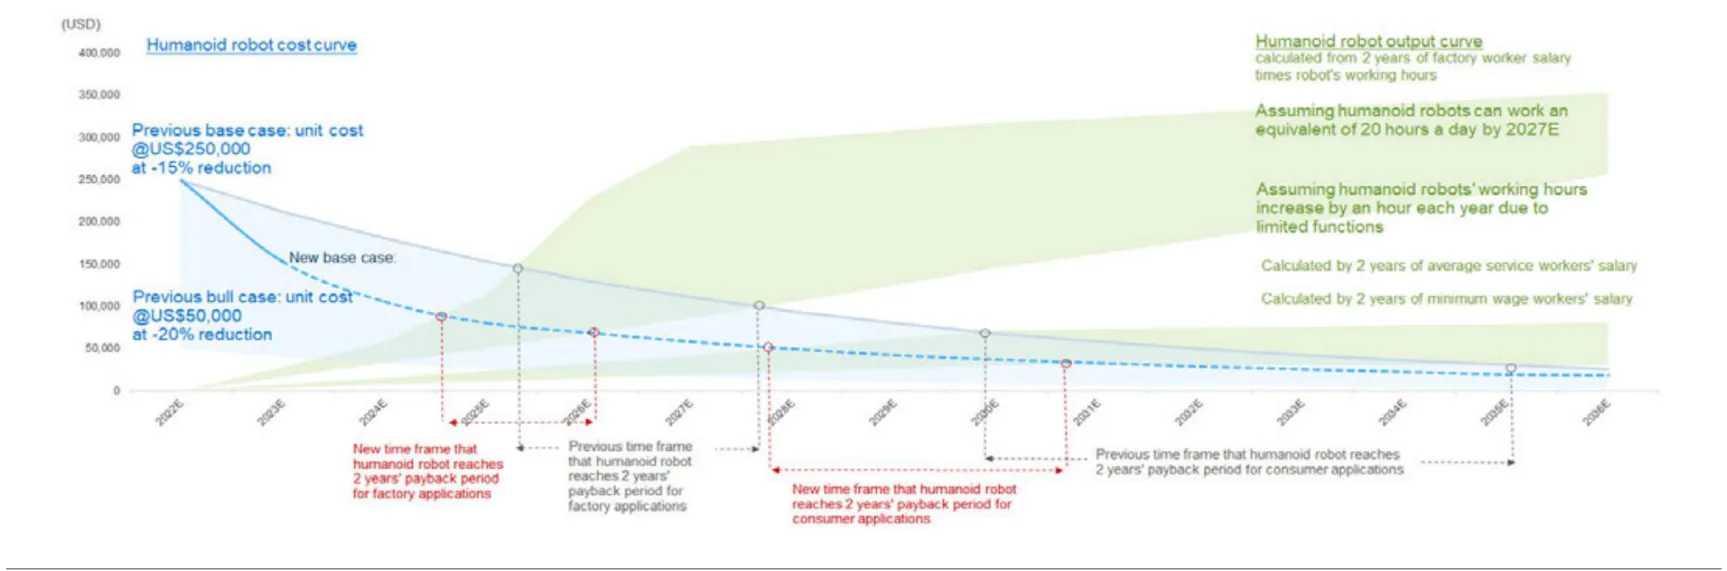 (USD)
400,000
350,000
300,000
250,000
200,000
150,000
100,000
50,000
0
Humanoid robot cost curve
Previous base case: unit cost
@US$250,000
at -15% reduction
New base case:
Previous bull case: unit cost
@US$50,000
at -20% reduction
Humanoid robot output curve
calculated from 2 years of factory worker salary
times robot's working hours
Assuming humanoid robots can work an
equivalent of 20 hours a day by 2027E
Assuming humanoid robots' working hours
increase by an hour each year due to
limited functions
Calculated by 2 years of average service workers' salary
Calculated by 2 years of minimum wage workers' salary
2022E
2023E
2024E
2025E
2026E
2027E
2028E
2029E
2030E
2031E
2032E
2033E
2034E
2035E
2036E
New time frame that
humanoid robot reaches
2 years' payback period
for factory applications
Previous time frame
that humanoid robot
reaches 2 years'
payback period for
factory applications
New time frame that humanoid robot
reaches 2 years' payback period for
consumer applications
Previous time frame that humanoid robot reaches
2 years' payback period for consumer applications